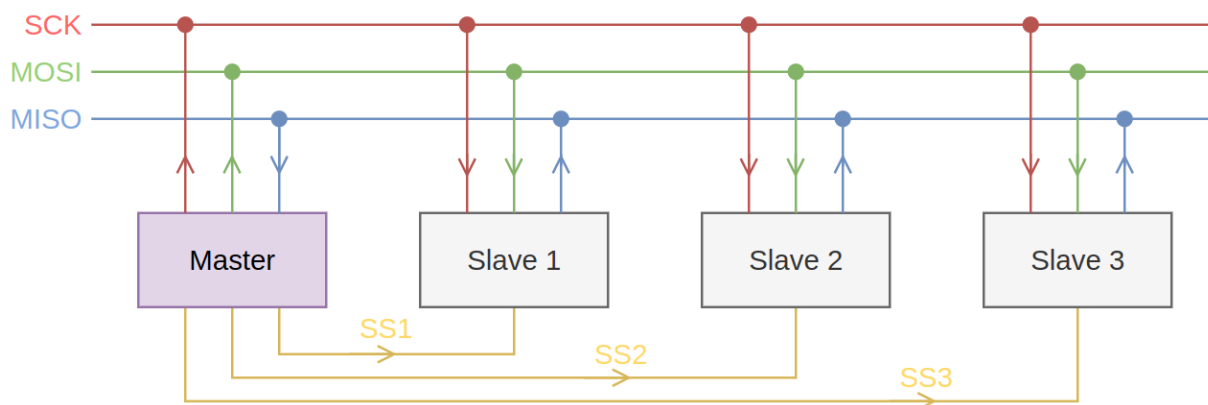 SCK
MOSI
MISO
Master
Slave 1
Slave 2
Slave 3
SS1
SS2
SS3